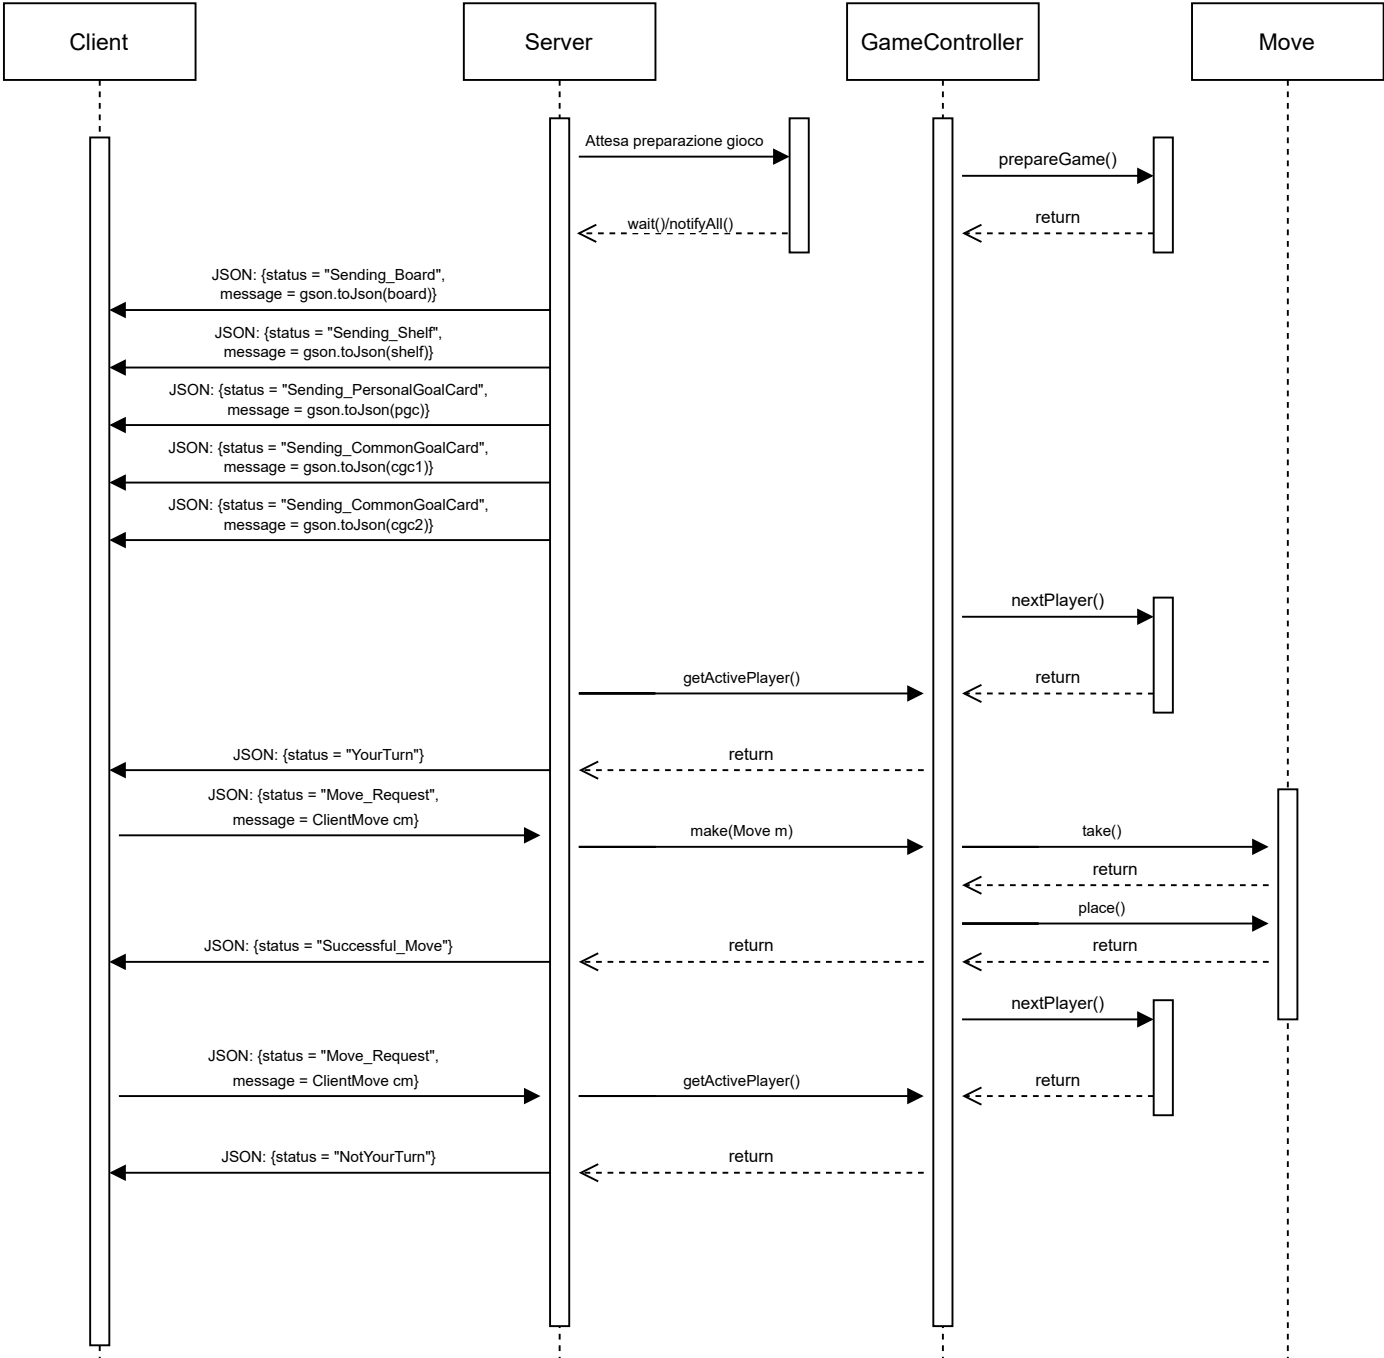 Client
Server
GameController
Move
Attesa preparazione gioco
prepareGame()
wait()/notifyAll()
return
JSON: {status = "Sending_Board",
message = gson.toJson(board)}
JSON: {status = "Sending_Shelf",
message = gson.toJson(shelf)}
JSON: {status = "Sending_PersonalGoalCard",
message = gson.toJson(pgc)}
JSON: {status = "Sending_CommonGoalCard",
message = gson.toJson(cgc1)}
JSON: {status = "Sending_CommonGoalCard",
message = gson.toJson(cgc2)}
nextPlayer()
getActivePlayer()
return
JSON: {status = "YourTurn"}
return
JSON: {status = "Move_Request",
message = ClientMove cm}
make(Move m)
take()
return
place()
JSON: {status = "Successful_Move"}
return
return
nextPlayer()
JSON: {status = "Move_Request",
message = ClientMove cm}
getActivePlayer()
return
JSON: {status = "NotYourTurn"}
return